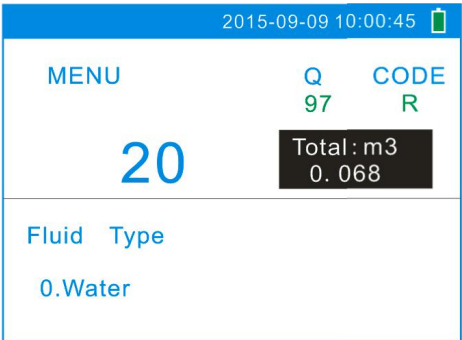 2015-09-09 10:00:45
MENU Q CODE
97 R
20 Total:m3
0. 068
Fluid Type
0.Water